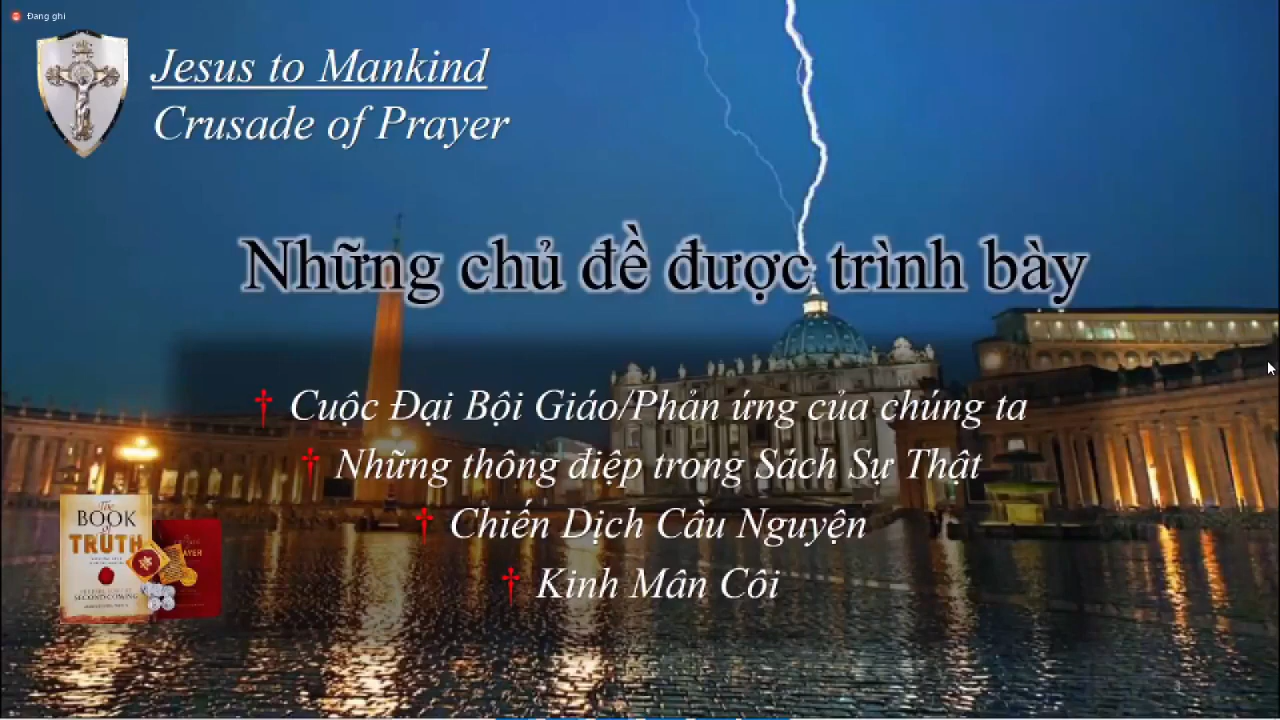 Đang ghi
Jesus to Mankind
Crusade of Prayer
Những chủ đề được trình bày
† Cuộc Đại Bội Giáo/Phản ứng của chúng ta
† Những thông điệp trong Sách Sự Thật
† Chiến Dịch Cầu Nguyện
† Kinh Mân Côi
The
BOOK
of
TRUTH
SECOND COMING